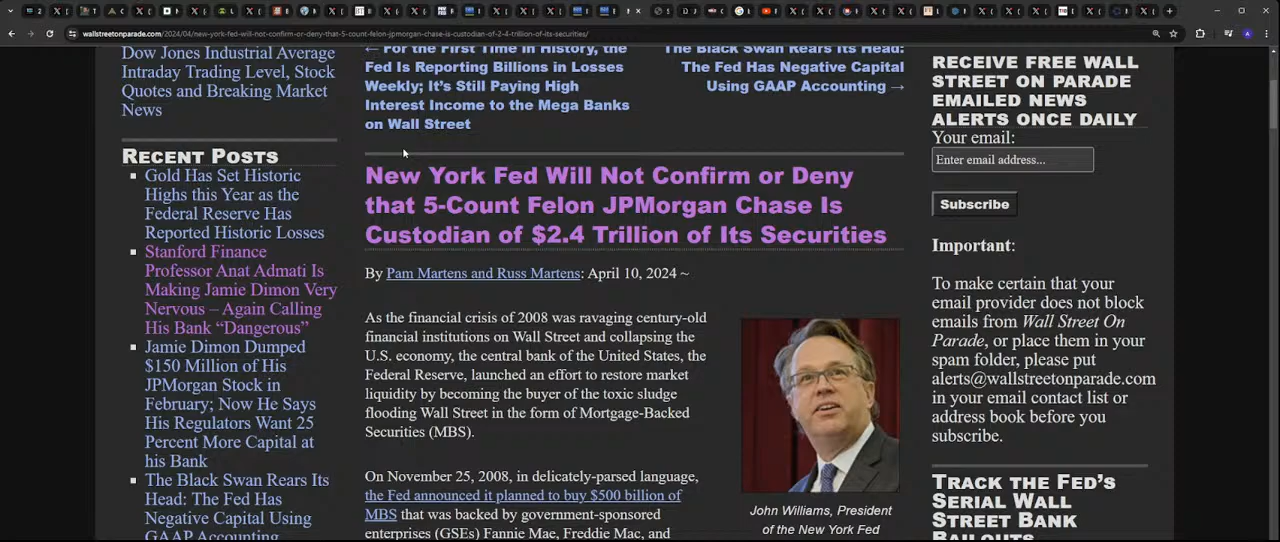 wallstreetonparade.com/2024/04/new-york-fed-will-not-confirm-or-deny-that-5-count-felon-jpmorgan-chase-is-custodian-of-2-4-trillion-of-its-securities/
Dow Jones Industrial Average
Intraday Trading Level, Stock
Quotes and Breaking Market
News
Recent Posts
Gold Has Set Historic
Highs this Year as the
Federal Reserve Has
Reported Historic Losses
Stanford Finance
Professor Anat Admati Is
Making Jamie Dimon Very
Nervous – Again Calling
His Bank “Dangerous”
Jamie Dimon Dumped
$150 Million of His
JPMorgan Stock in
February; Now He Says
His Regulators Want 25
Percent More Capital at
his Bank
The Black Swan Rears Its
Head: The Fed Has
Negative Capital Using
GAAP Accounting
← For the First Time in History, the
Fed Is Reporting Billions in Losses
Weekly; It’s Still Paying High
Interest Income to the Mega Banks
on Wall Street
The Black Swan Rears Its Head:
The Fed Has Negative Capital
Using GAAP Accounting →
New York Fed Will Not Confirm or Deny
that 5-Count Felon JPMorgan Chase Is
Custodian of $2.4 Trillion of Its Securities
By Pam Martens and Russ Martens: April 10, 2024 ~
As the financial crisis of 2008 was ravaging century-old
financial institutions on Wall Street and collapsing the
U.S. economy, the central bank of the United States, the
Federal Reserve, launched an effort to restore market
liquidity by becoming the buyer of the toxic sludge
flooding Wall Street in the form of Mortgage-Backed
Securities (MBS).
On November 25, 2008, in delicately-parsed language,
the Fed announced it planned to buy $500 billion of
MBS that was backed by government-sponsored
enterprises (GSEs) Fannie Mae, Freddie Mac, and
John Williams, President
of the New York Fed
RECEIVE FREE WALL
STREET ON PARADE
EMAILED NEWS
ALERTS ONCE DAILY
Your email:
Enter email address...
Subscribe
Important:
To make certain that your
email provider does not block
emails from Wall Street On
Parade, or place them in your
spam folder, please put
alerts@wallstreetonparade.com
in your email contact list or
address book before you
subscribe.
Track the Fed’s
Serial Wall
Street Bank
Bailouts